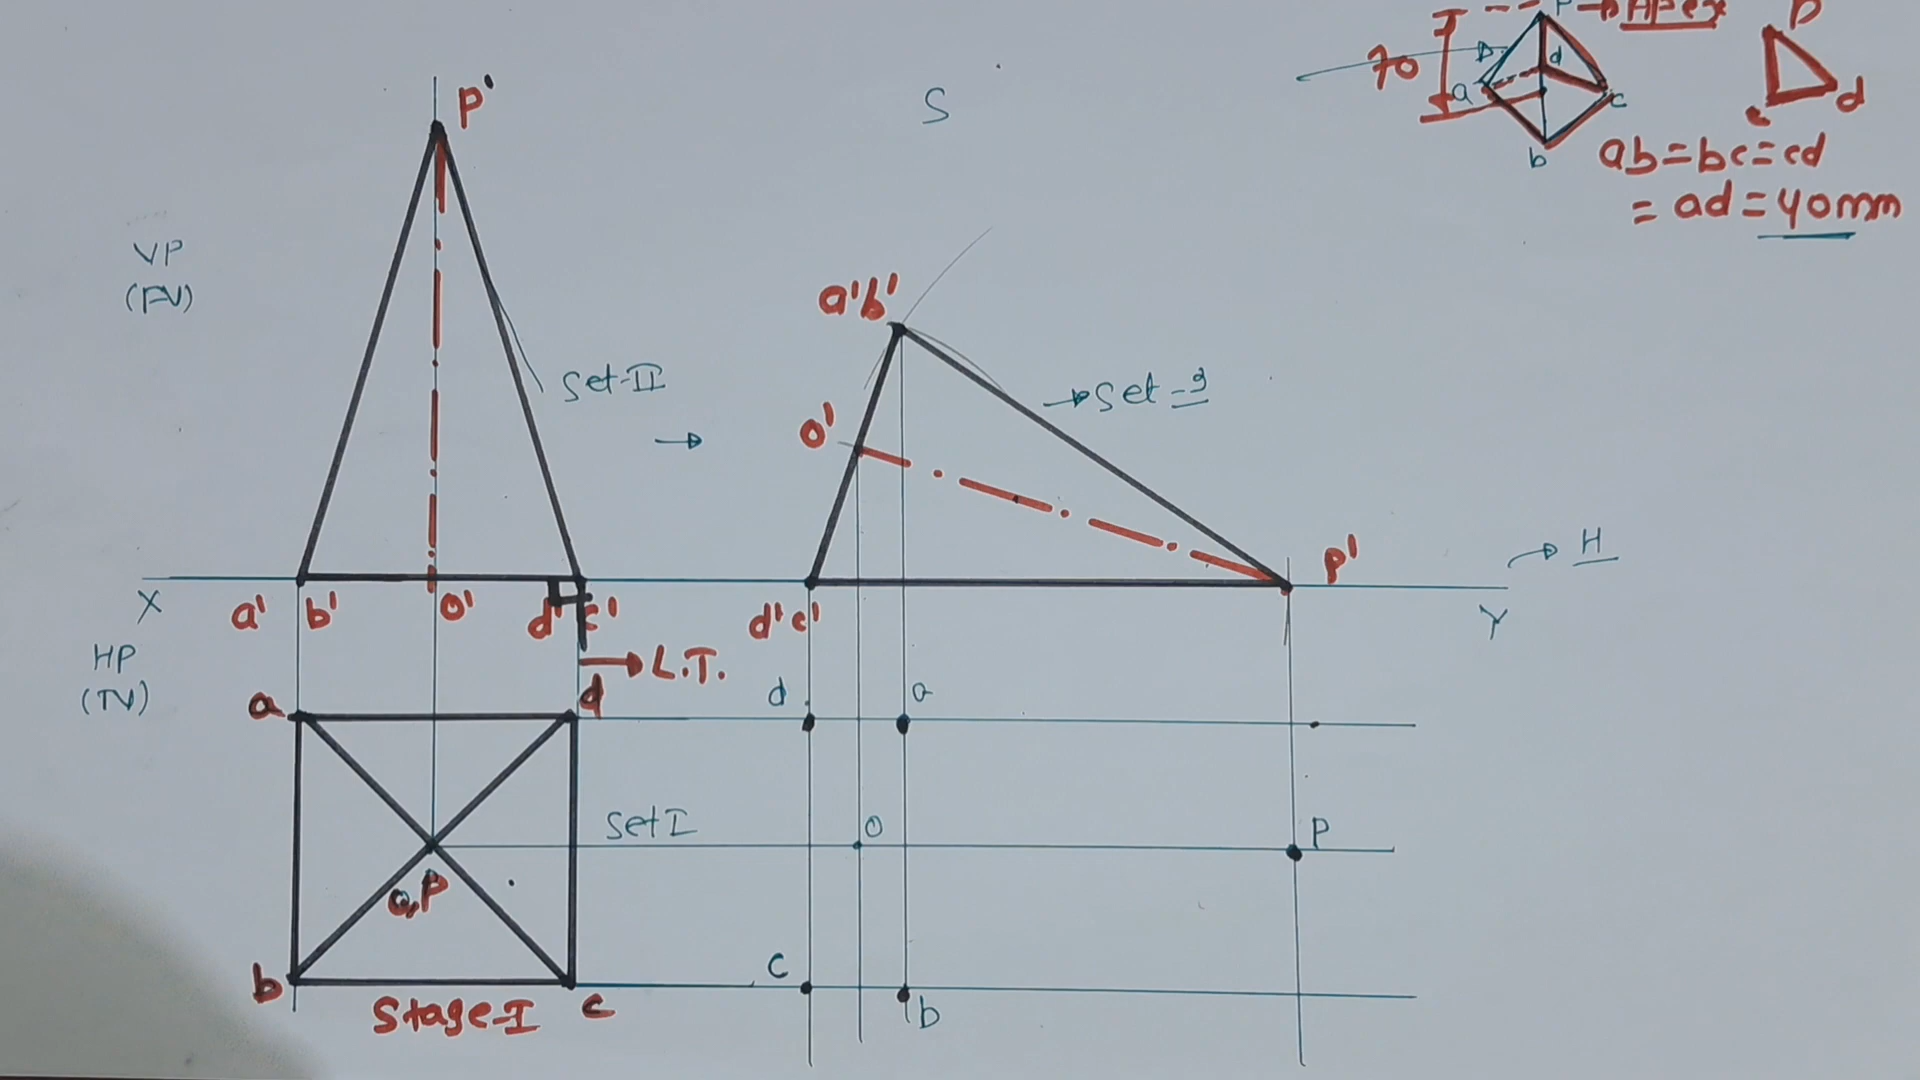 P → Apex
P
70
a
d
c
b
c
d
ab=bc=cd
= ad = 40mm
P'
S
VP
(FV)
a'b'
Set-II
→ Set-3
→
O'
→ H
P'
X
a' b' O' d' c'
d'c'
Y
HP
(TV)
→ L.T.
a
d
d
a
Set I
O
P
O,P
b
c
c
b
Stage-I